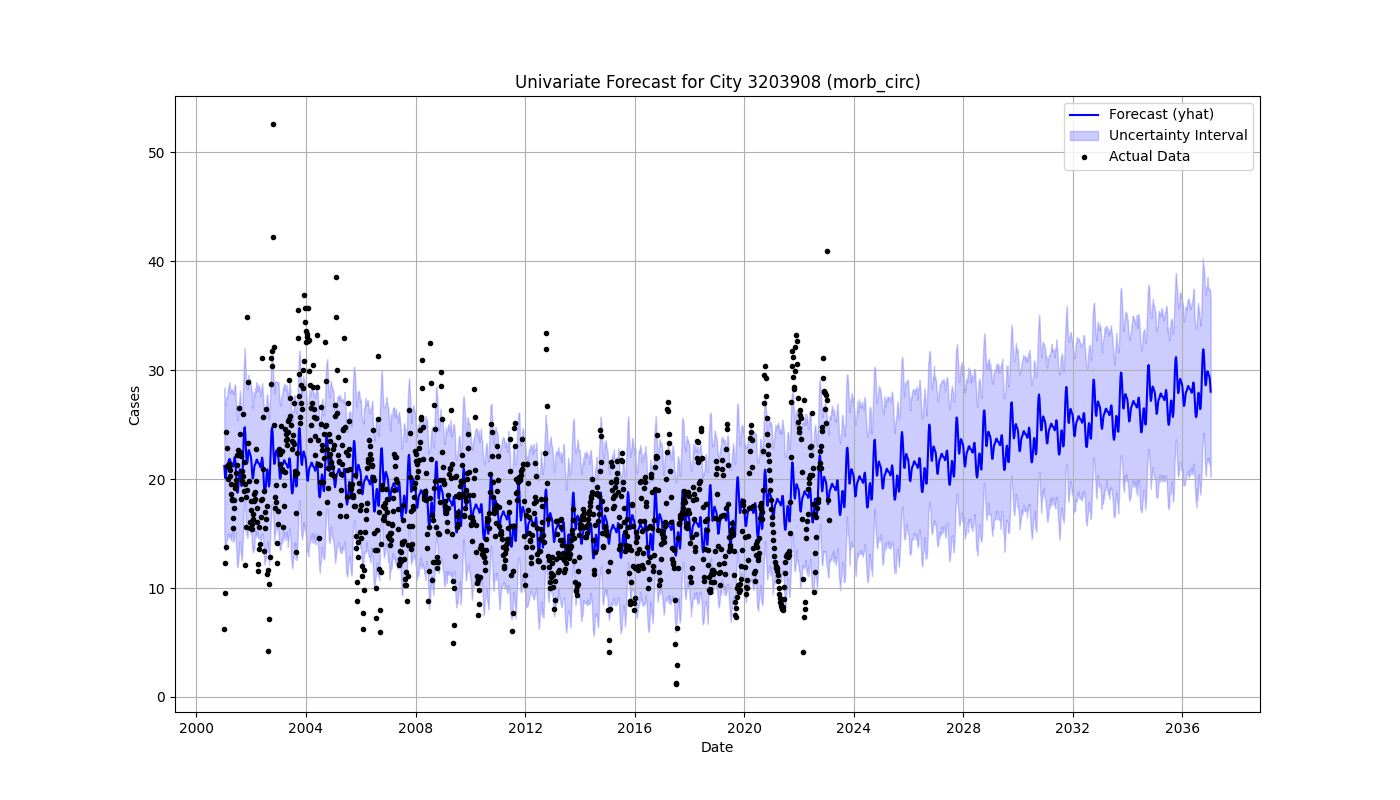 Univariate Forecast for City 3203908 (morb_circ)
Forecast (yhat)
Uncertainty Interval
Actual Data
Cases
50
40
30
20
10
0
2000 2004 2008 2012 2016 2020 2024 2028 2032 2036
Date